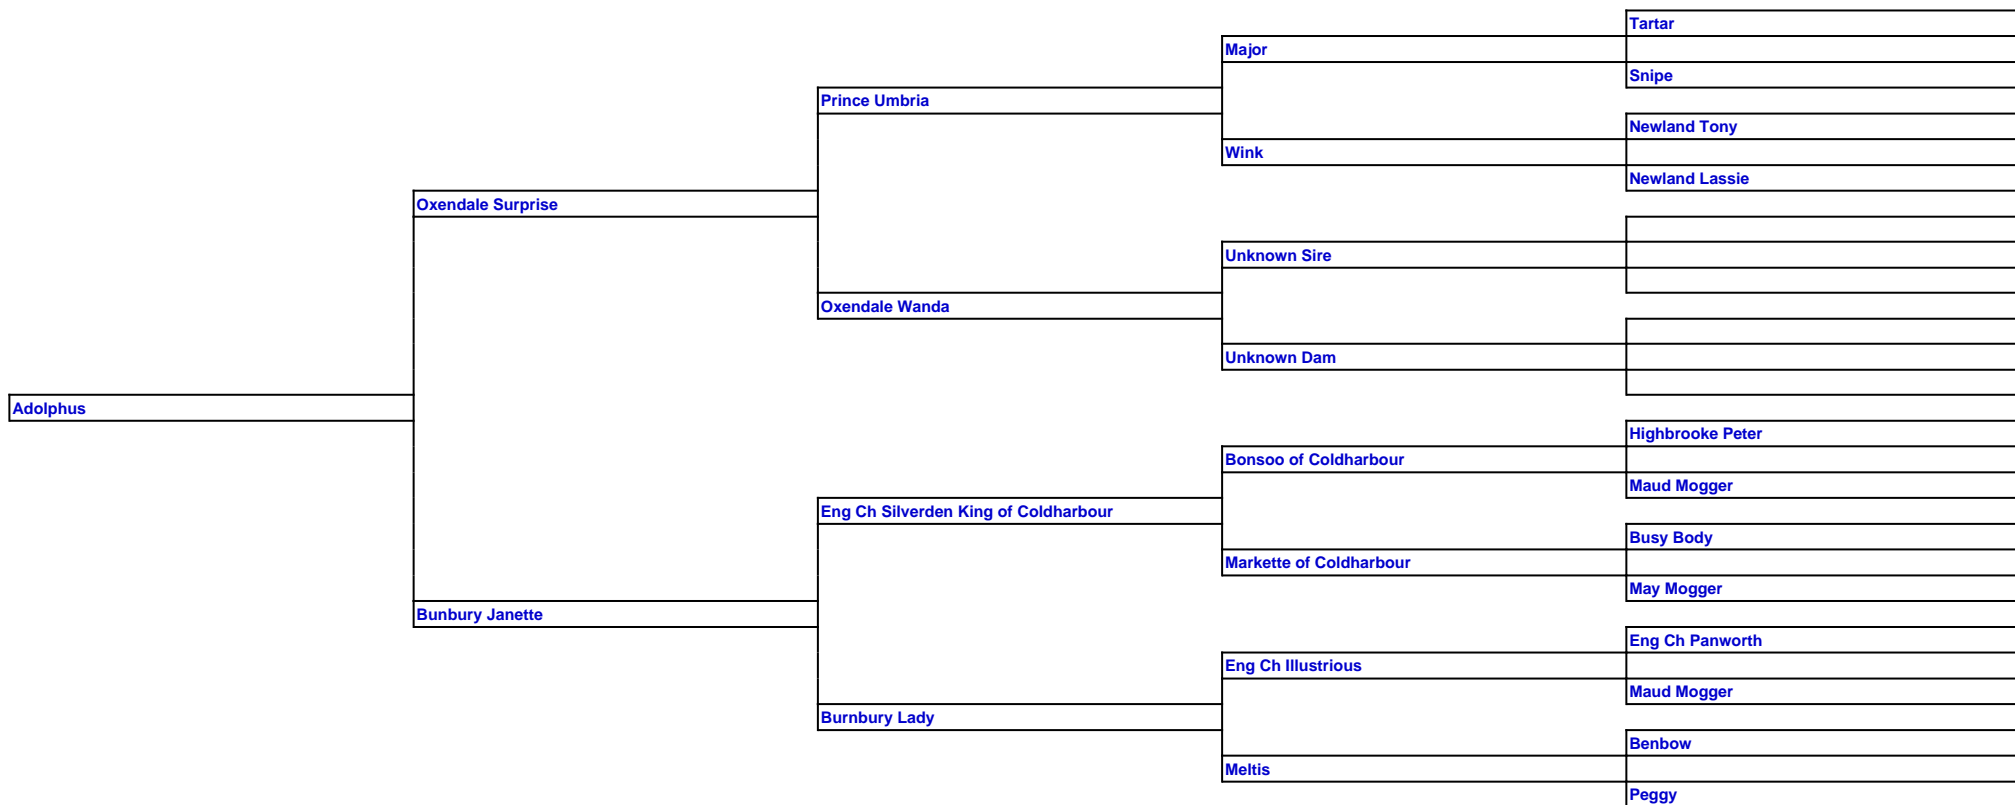 Tartar
Major
Snipe
Prince Umbria
Newland Tony
Wink
Newland Lassie
Oxendale Surprise
Unknown Sire
Oxendale Wanda
Unknown Dam
Adolphus
Highbrooke Peter
Bonsoo of Coldharbour
Maud Mogger
Eng Ch Silverden King of Coldharbour
Busy Body
Markette of Coldharbour
May Mogger
Bunbury Janette
Eng Ch Panworth
Eng Ch Illustrious
Maud Mogger
Burnbury Lady
Benbow
Meltis
Peggy